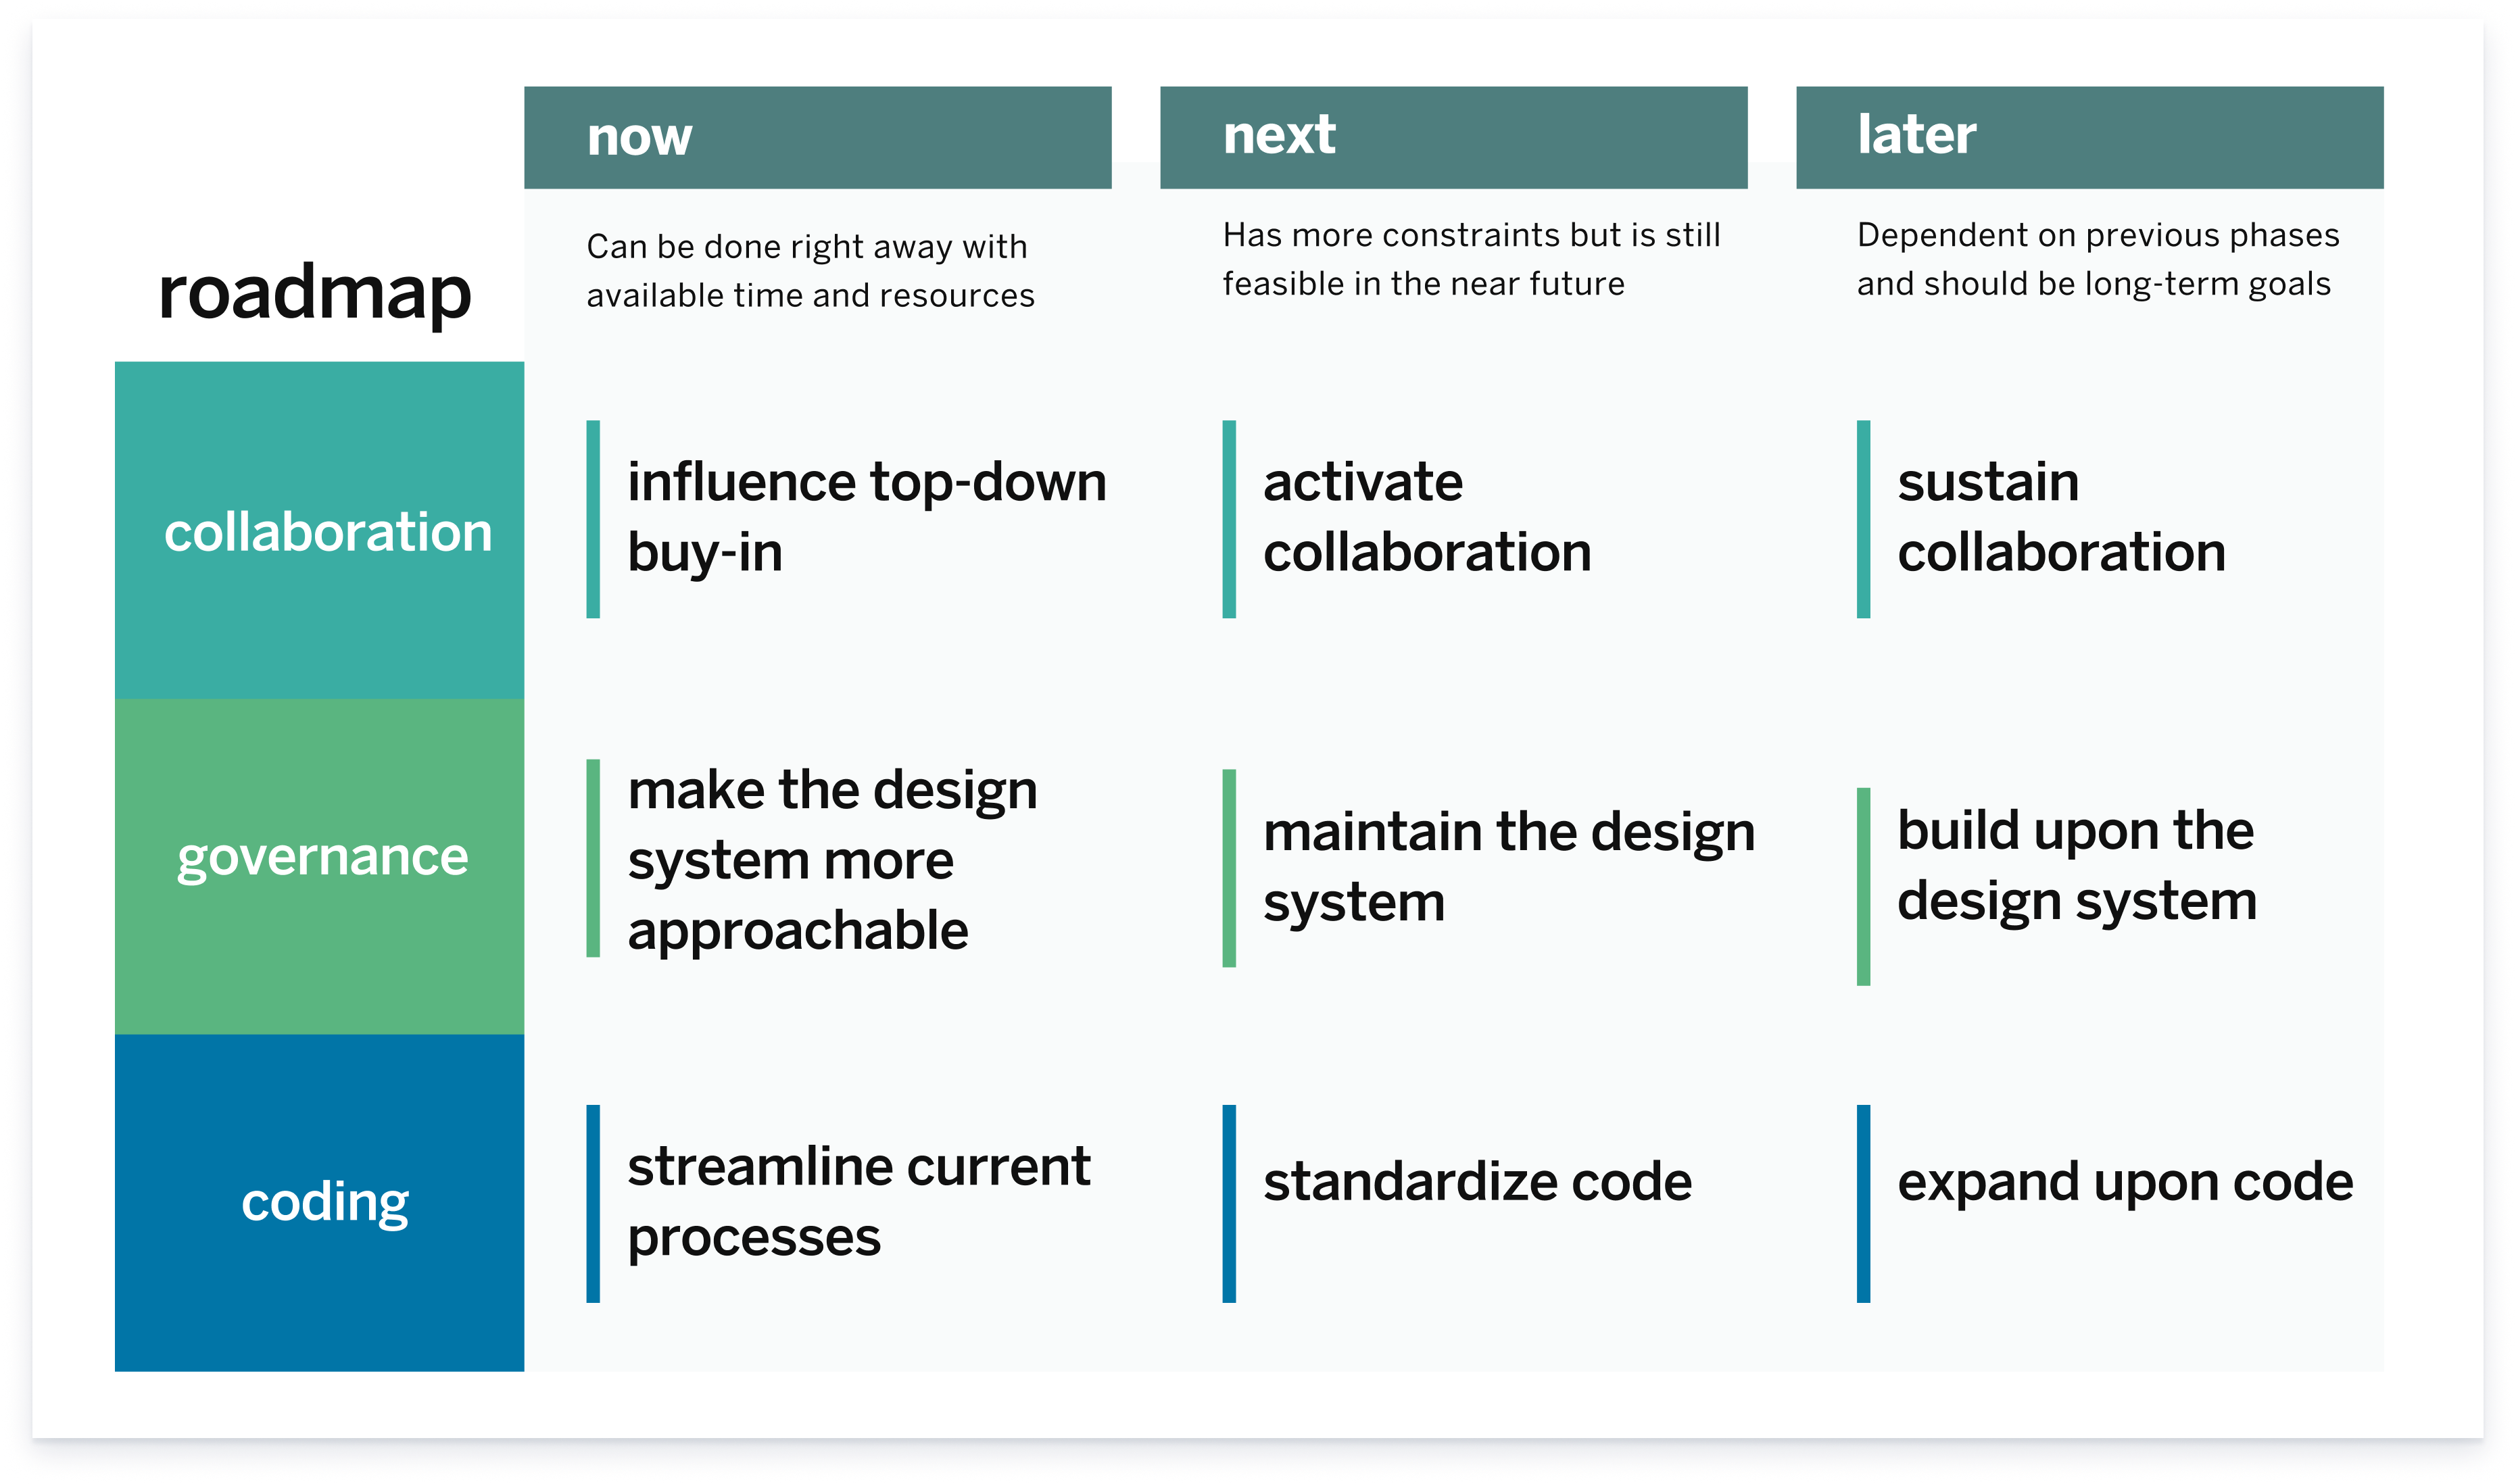 now
next
later
Can be done right away with
available time and resources
Has more constraints but is still
feasible in the near future
Dependent on previous phases
and should be long-term goals
roadmap
collaboration
influence top-down
buy-in
activate
collaboration
sustain
collaboration
governance
make the design
system more
approachable
maintain the design
system
build upon the
design system
coding
streamline current
processes
standardize code
expand upon code